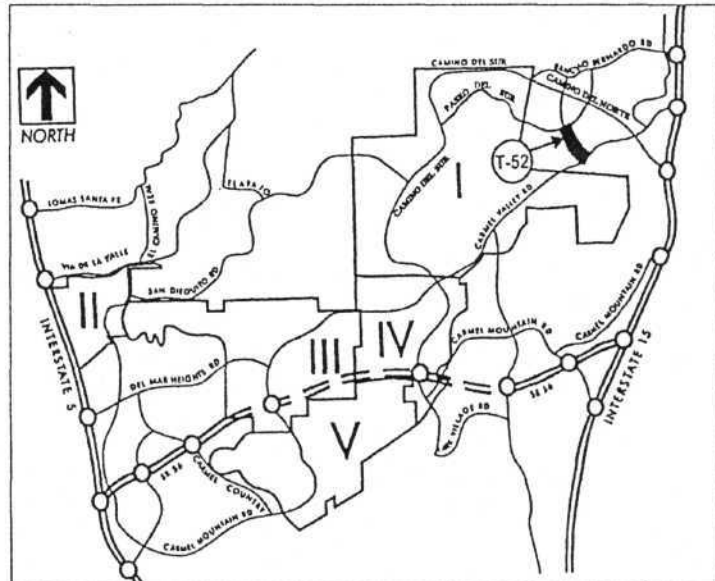 CAMINO DEL SUR
RANCHO BERNARDO RD
PASEO DEL SUR
CAMINO DEL NORTE
NORTH
T-52
I
LOMAS SANTA FE
EL CAMINO REAL
EL APAJO
CAMINO DEL SUR
CARMEL VALLEY RD
VIA DE LA VALLE
SAN DIEGUITO RD
II
INTERSTATE 5
III
IV
CARMEL MOUNTAIN RD
CARMEL MOUNTAIN RD
INTERSTATE 15
DEL MAR HEIGHTS RD
SR 56
V
SR 56
CARMEL COUNTRY
CARMEL MOUNTAIN RD